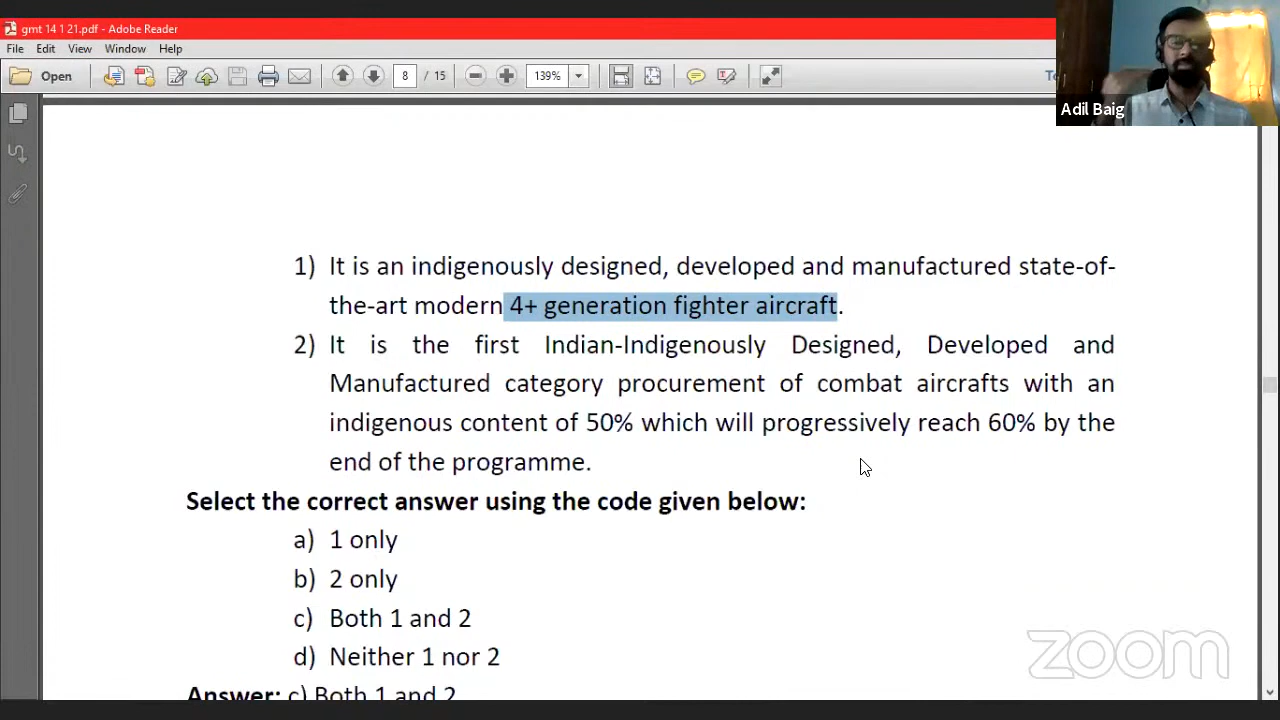 gmt 14 1 21.pdf - Adobe Reader
File Edit View Window Help
Open 8 / 15 139%
Adil Baig
1) It is an indigenously designed, developed and manufactured state-of-
the-art modern 4+ generation fighter aircraft.
2) It is the first Indian-Indigenously Designed, Developed and
Manufactured category procurement of combat aircrafts with an
indigenous content of 50% which will progressively reach 60% by the
end of the programme.
Select the correct answer using the code given below:
a) 1 only
b) 2 only
c) Both 1 and 2
d) Neither 1 nor 2
zoom
Answer: c) Both 1 and 2